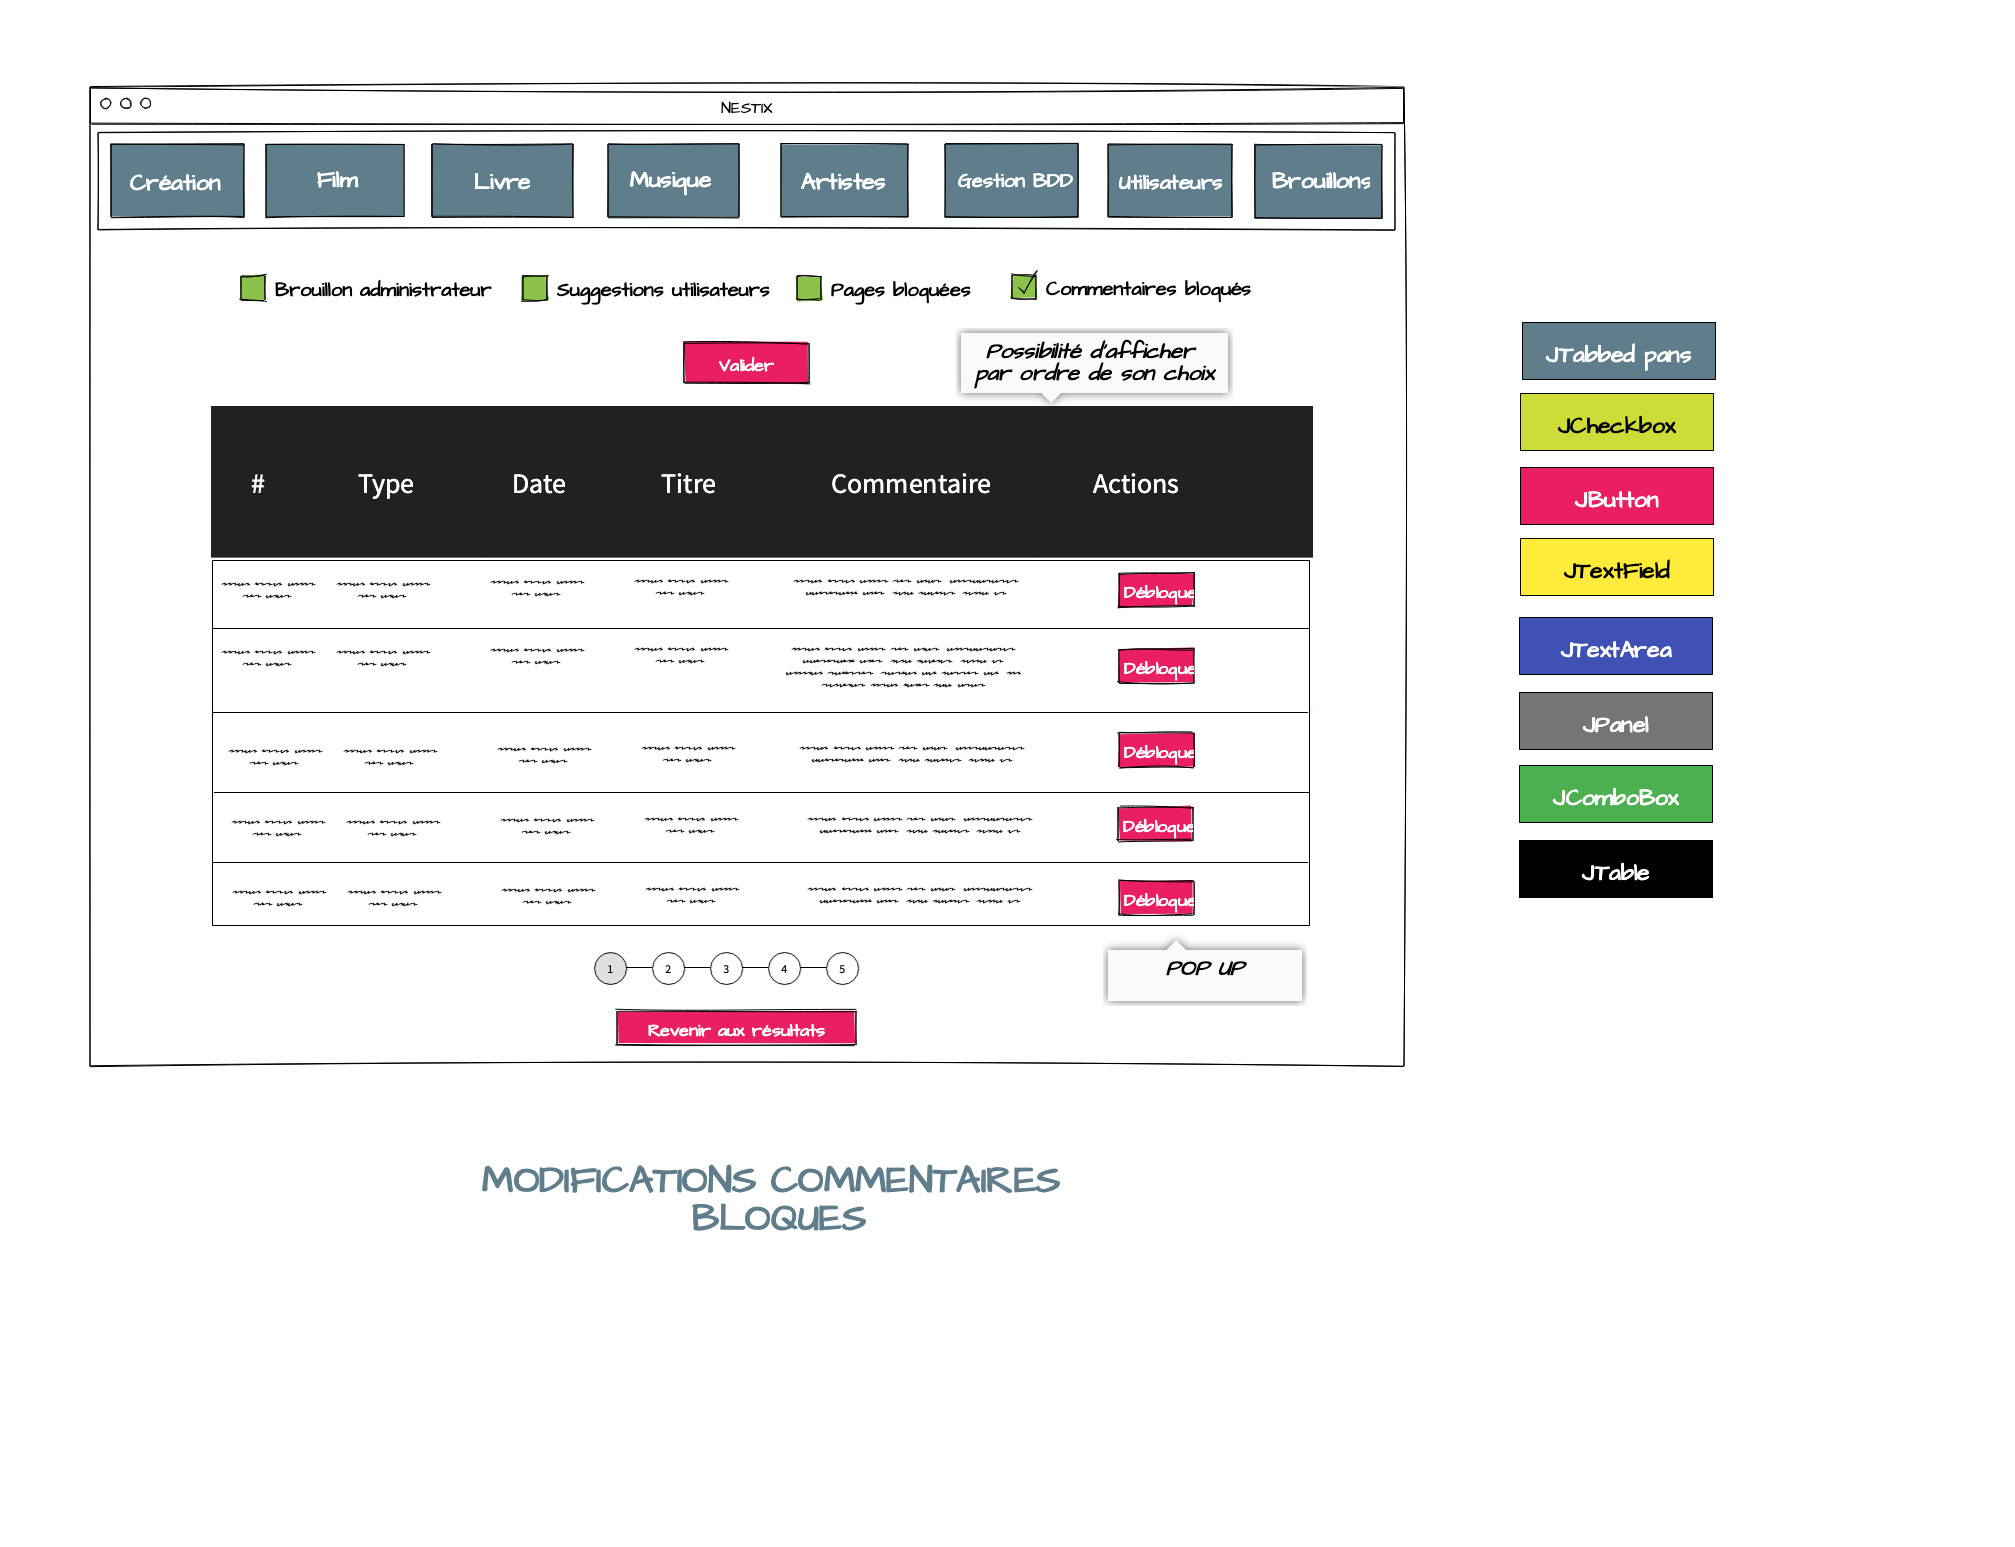 NESTIX
Création Film Livre Musique Artistes Gestion BDD Utilisateurs Brouillons
Brouillon administrateur Suggestions utilisateurs Pages bloquées Commentaires bloqués
Valider
Possibilité d'afficher
par ordre de son choix
# Type Date Titre Commentaire Actions
Débloque
Débloque
Débloque
Débloque
Débloque
1 2 3 4 5
POP UP
Revenir aux résultats
JTabbed pans
JCheckbox
JButton
JTextField
JTextArea
JPanel
JComboBox
JTable
MODIFICATIONS COMMENTAIRES
BLOQUES